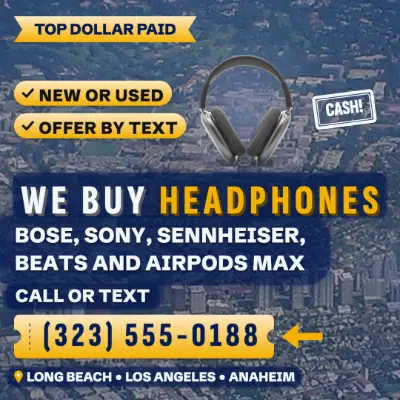 TOP DOLLAR PAID
✓ NEW OR USED
✓ OFFER BY TEXT
CASH!
WE BUY HEADPHONES
BOSE, SONY, SENNHEISER,
BEATS AND AIRPODS MAX
CALL OR TEXT
(323) 555-0188
LONG BEACH • LOS ANGELES • ANAHEIM